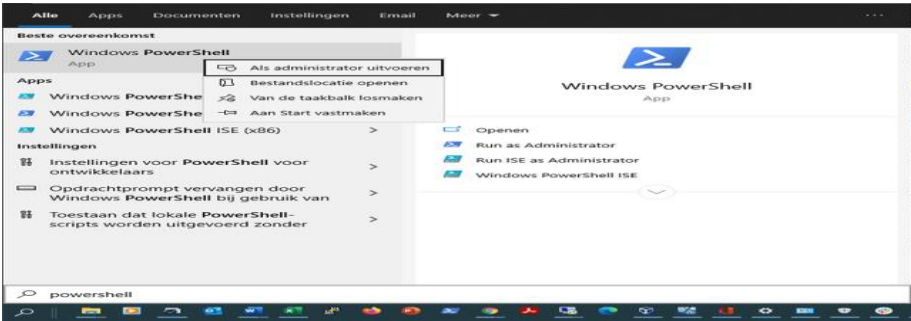 Alle Apps Documenten Instellingen Email Meer
Beste overeenkomst
Windows PowerShell
App
Als administrator uitvoeren
Bestandslocatie openen
Van de taakbalk losmaken
Aan Start vastmaken
Apps
Windows PowerShe
Windows PowerShe
Windows PowerShell ISE (x86)
Instellingen
Instellingen voor PowerShell voor
ontwikkelaars
Opdrachtprompt vervangen door
Windows PowerShell bij gebruik van
Toestaan dat lokale PowerShell-
scripts worden uitgevoerd zonder
Windows PowerShell
App
Openen
Run as Administrator
Run ISE as Administrator
Windows PowerShell ISE
powershell